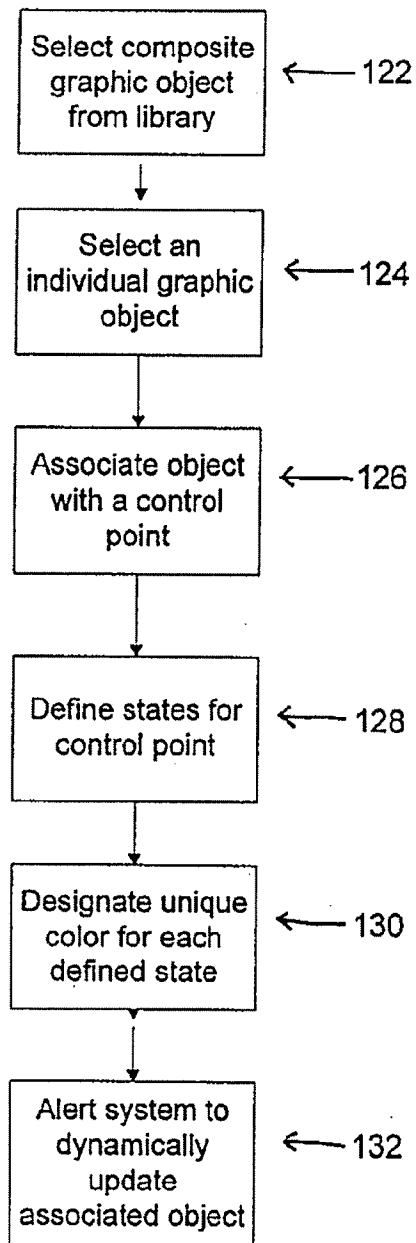 Select composite
graphic object
from library
122
Select an
individual graphic
object
124
Associate object
with a control
point
126
Define states for
control point
128
Designate unique
color for each
defined state
130
Alert system to
dynamically
update
associated object
132